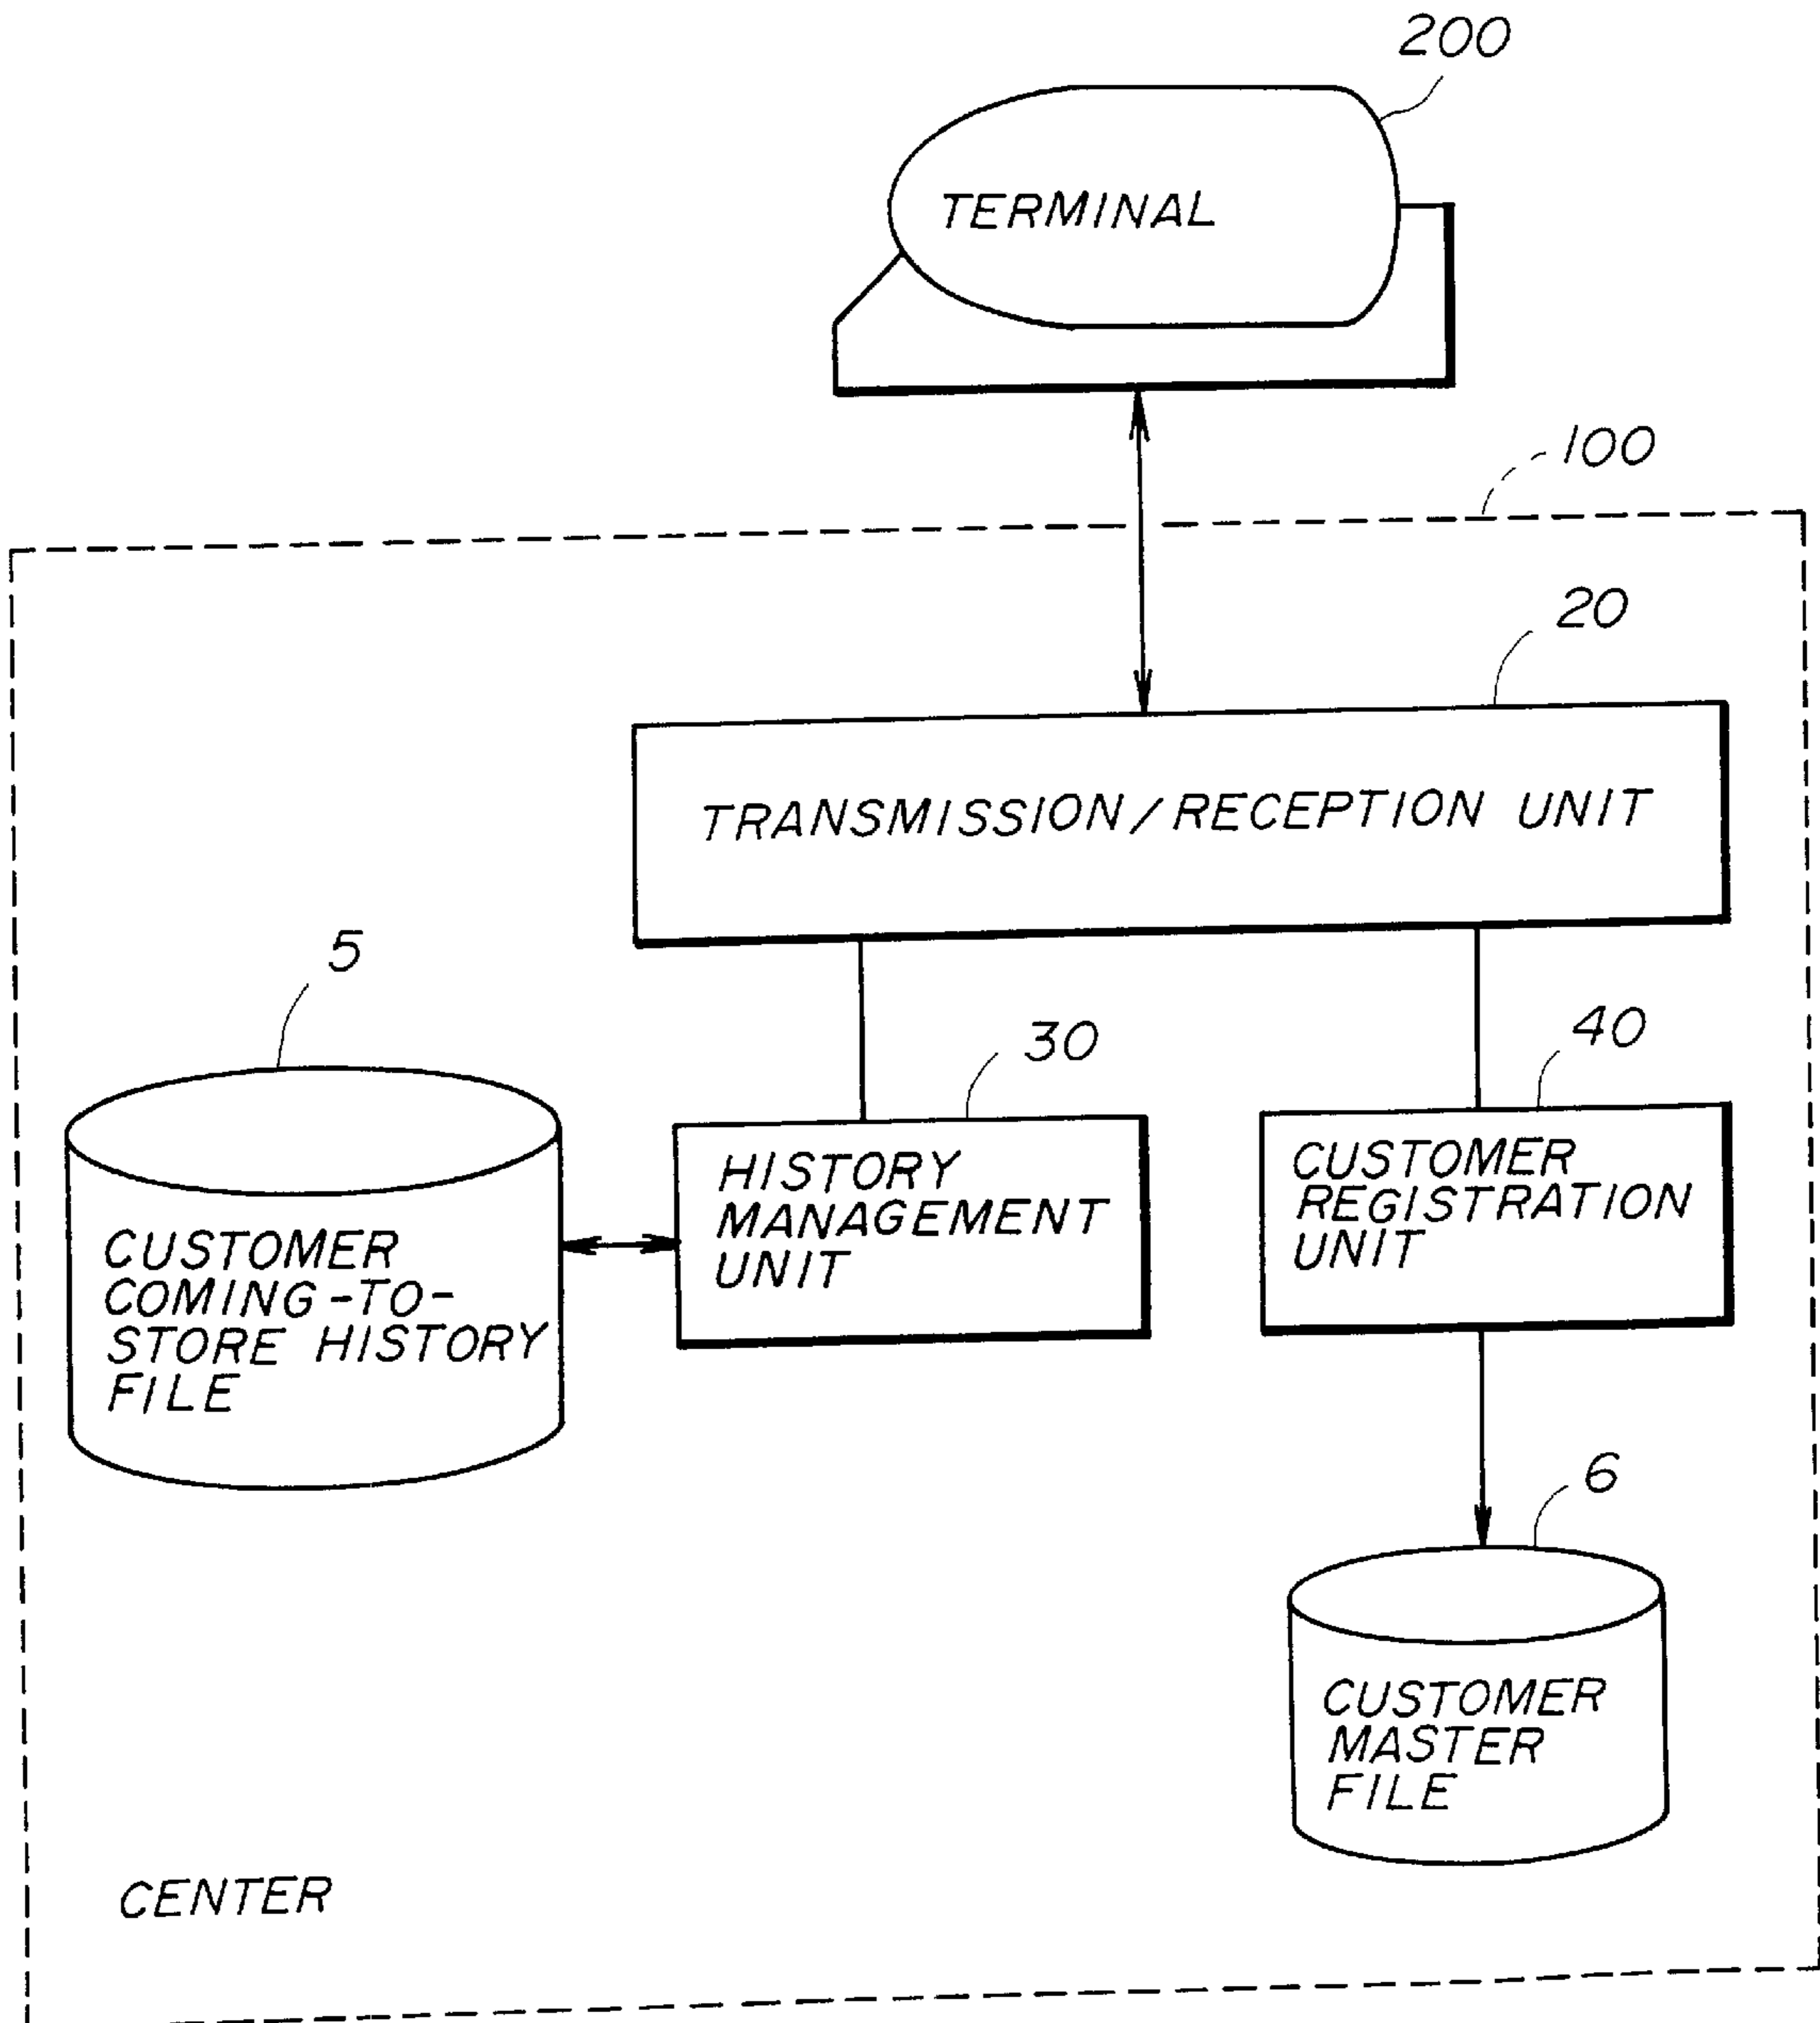 200
TERMINAL
100
20
TRANSMISSION/RECEPTION UNIT
5
30
40
HISTORY
MANAGEMENT
UNIT
CUSTOMER
REGISTRATION
UNIT
CUSTOMER
COMING-TO-
STORE HISTORY
FILE
6
CUSTOMER
MASTER
FILE
CENTER